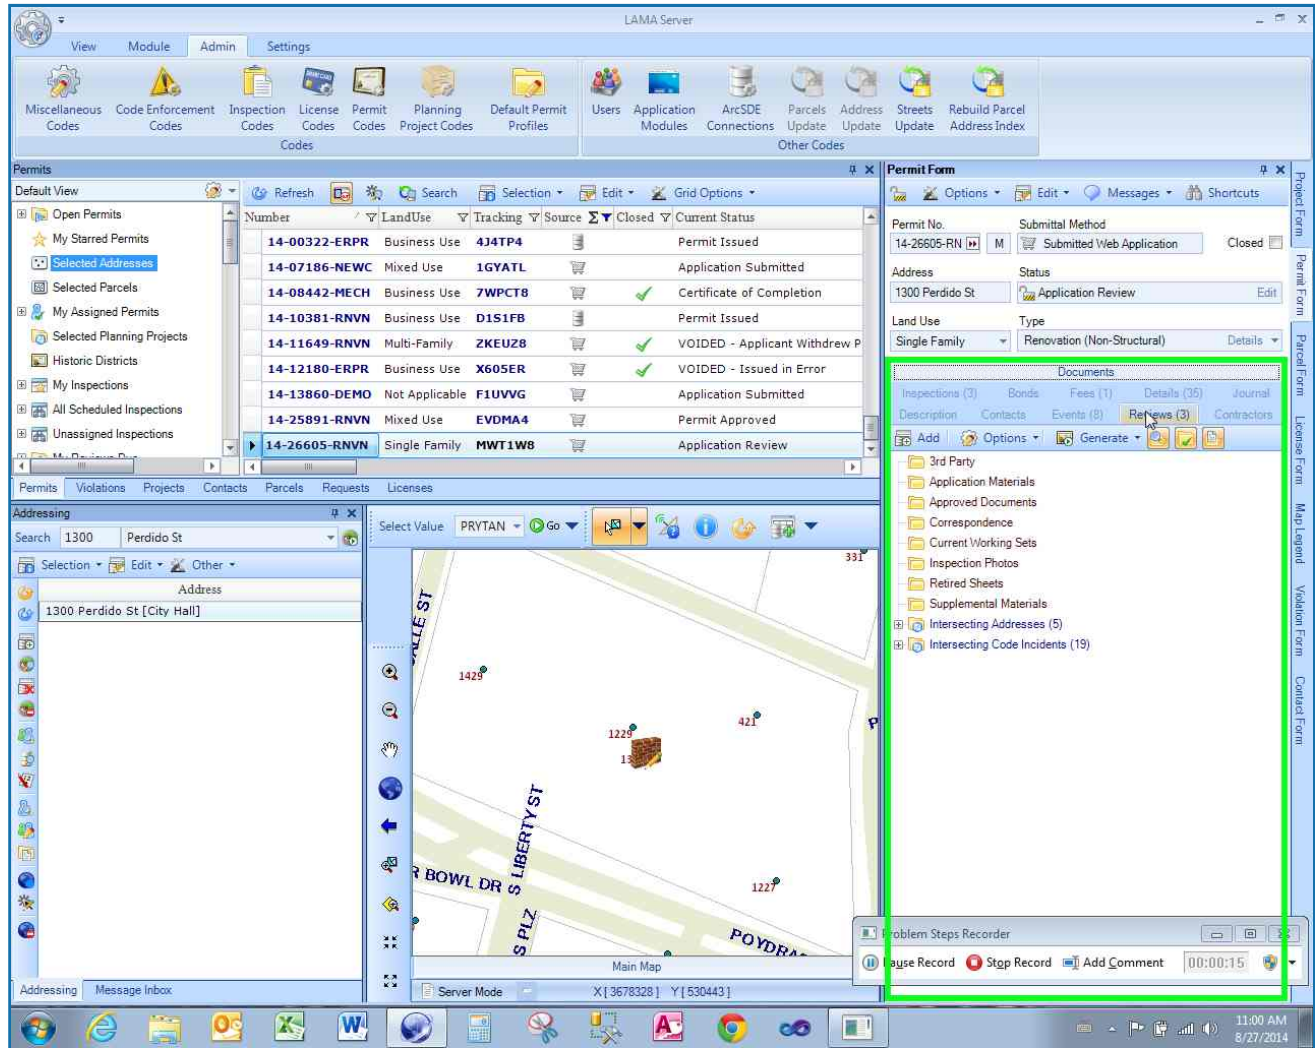 LAMA Server
View Module Admin Settings
Miscellaneous Codes
Code Enforcement Codes
Inspection Codes
License Codes
Permit Codes
Planning Project Codes
Default Permit Profiles
Users
Application Modules
ArcSDE Connections
Parcels Update
Address Update
Streets Update
Rebuild Parcel Address Index
Codes
Other Codes
Permits
Default View
Open Permits
My Starred Permits
Selected Addresses
Selected Parcels
My Assigned Permits
Selected Planning Projects
Historic Districts
My Inspections
All Scheduled Inspections
Unassigned Inspections
Refresh Search Selection Edit Grid Options
Number LandUse Tracking Source Closed Current Status
14-00322-ERPR Business Use 4J4TP4 Permit Issued
14-07186-NEWC Mixed Use 1GYATL Application Submitted
14-08442-MECH Business Use 7WPCT8 Certificate of Completion
14-10381-RNVN Business Use D1S1FB Permit Issued
14-11649-RNVN Multi-Family ZKEUZ8 VOIDED - Applicant Withdrew P
14-12180-ERPR Business Use X605ER VOIDED - Issued in Error
14-13860-DEMO Not Applicable F1UVVG Application Submitted
14-25891-RNVN Mixed Use EVDMA4 Permit Approved
14-26605-RNVN Single Family MWT1W8 Application Review
Permits Violations Projects Contacts Parcels Requests Licenses
Permit Form
Options Edit Messages Shortcuts
Permit No. Submittal Method
14-26605-RN M Submitted Web Application Closed
Address Status
1300 Perdido St Application Review Edit
Land Use Type
Single Family Renovation (Non-Structural) Details
Documents
Inspections (3) Bonds Fees (1) Details (35) Journal
Description Contacts Events (8) Reviews (3) Contractors
Add Options Generate
3rd Party
Application Materials
Approved Documents
Correspondence
Current Working Sets
Inspection Photos
Retired Sheets
Supplemental Materials
Intersecting Addresses (5)
Intersecting Code Incidents (19)
Project Form
Permit Form
Parcel Form
License Form
Map Legend
Violation Form
Contact Form
Addressing
Search 1300 Perdido St
Selection Edit Other
Address
1300 Perdido St [City Hall]
Addressing Message Inbox
Select Value PRYTAN Go
331
1429
1229
421
1227
S LIBERTY ST
R BOWL DR
S PLZ
POYDRA
Main Map
Server Mode X [ 3678328 ] Y [ 530443 ]
Problem Steps Recorder
Pause Record Stop Record Add Comment 00:00:15
11:00 AM
8/27/2014